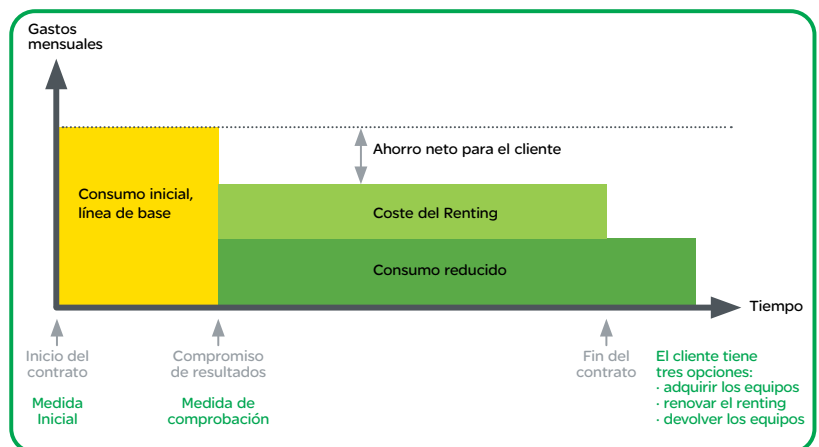 Gastos
mensuales
Ahorro neto para el cliente
Consumo inicial,
línea de base
Coste del Renting
Consumo reducido
Tiempo
Inicio del
contrato
Compromiso
de resultados
Fin del
contrato
El cliente tiene
tres opciones:
· adquirir los equipos
· renovar el renting
· devolver los equipos
Medida
Inicial
Medida de
comprobación